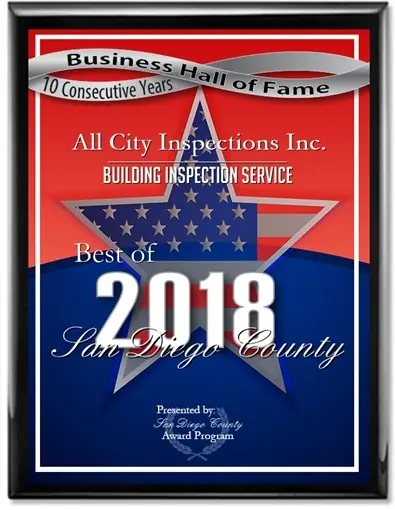 Business Hall of Fame
10 Consecutive Years
All City Inspections Inc.
BUILDING INSPECTION SERVICE
Best of
2018
San Diego County
Presented by:
San Diego County
Award Program